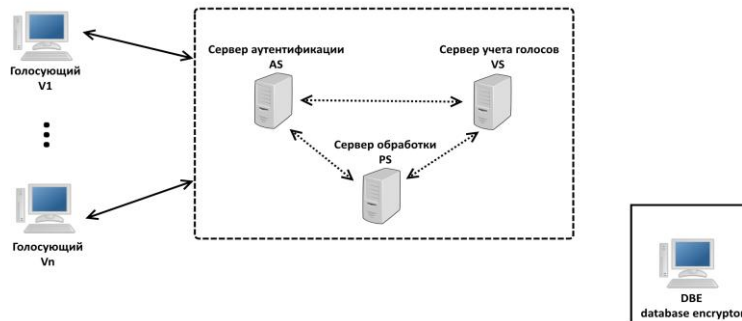 Голосующий
V1
Сервер аутентификации
AS
Сервер учета голосов
VS
Сервер обработки
PS
Голосующий
Vn
DBE
database encryptor